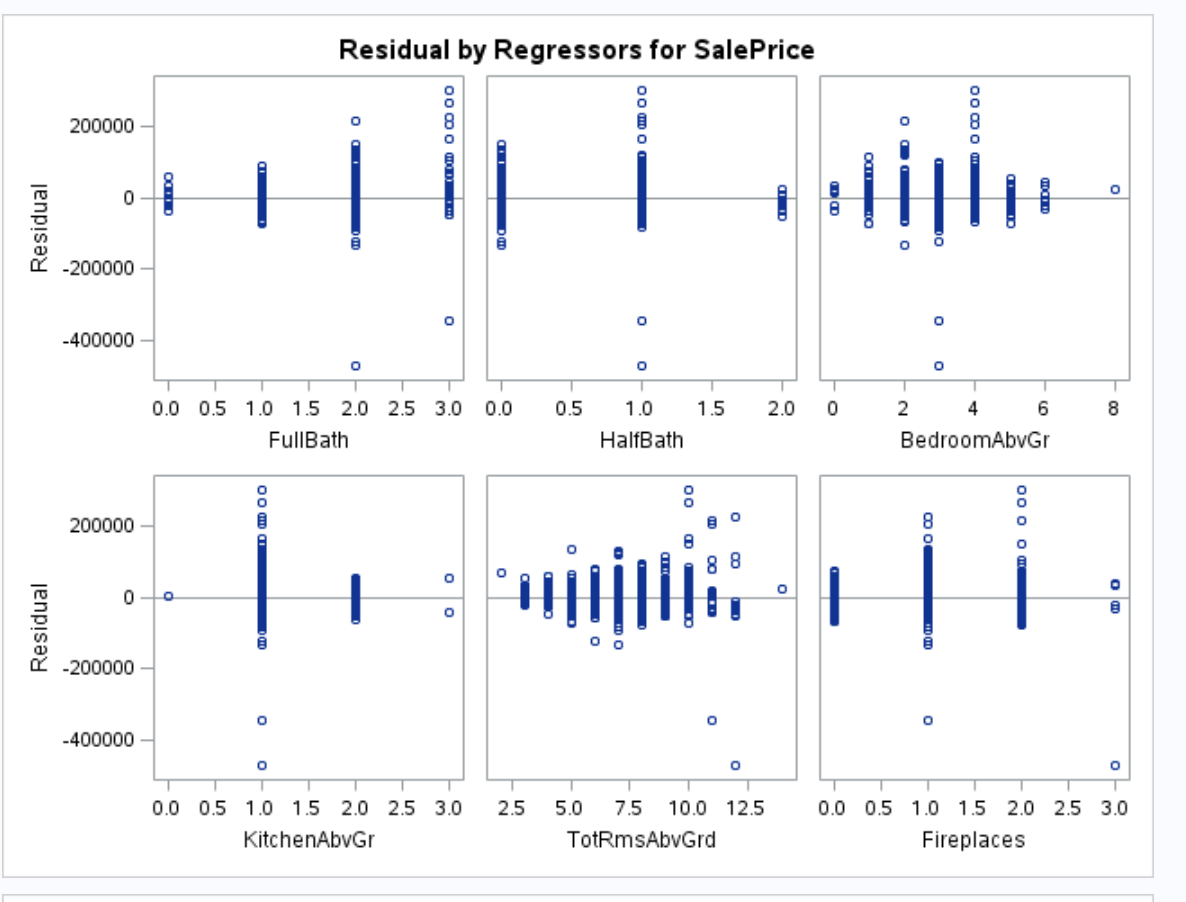 Residual by Regressors for SalePrice
Residual
200000
0
-200000
-400000
0.0 0.5 1.0 1.5 2.0 2.5 3.0
FullBath
0.0 0.5 1.0 1.5 2.0
HalfBath
0 2 4 6 8
BedroomAbvGr
Residual
200000
0
-200000
-400000
0.0 0.5 1.0 1.5 2.0 2.5 3.0
KitchenAbvGr
2.5 5.0 7.5 10.0 12.5
TotRmsAbvGrd
0.0 0.5 1.0 1.5 2.0 2.5 3.0
Fireplaces